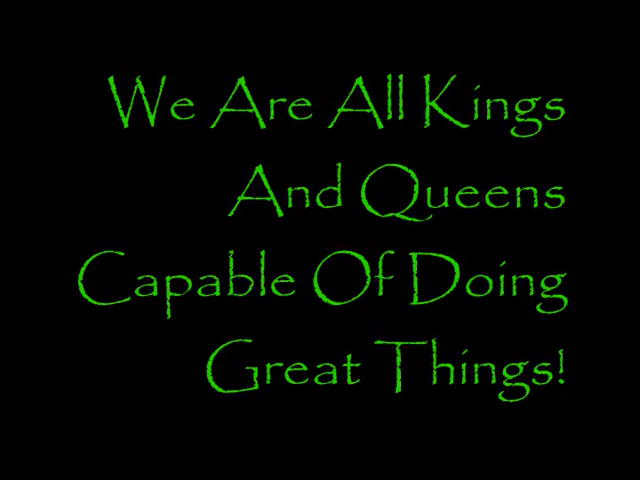 We Are All Kings
And Queens
Capable Of Doing
Great Things!